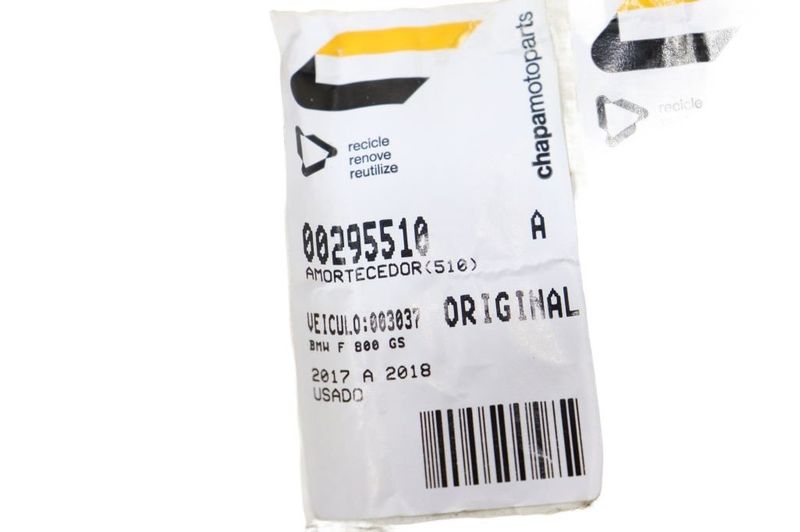 recicle
renove
reutilize
chapamotoparts
00295510 A
AMORTECEDOR(510)
VEICULO:003037 ORIGINAL
BMW F 800 GS
2017 A 2018
USADO
recicle